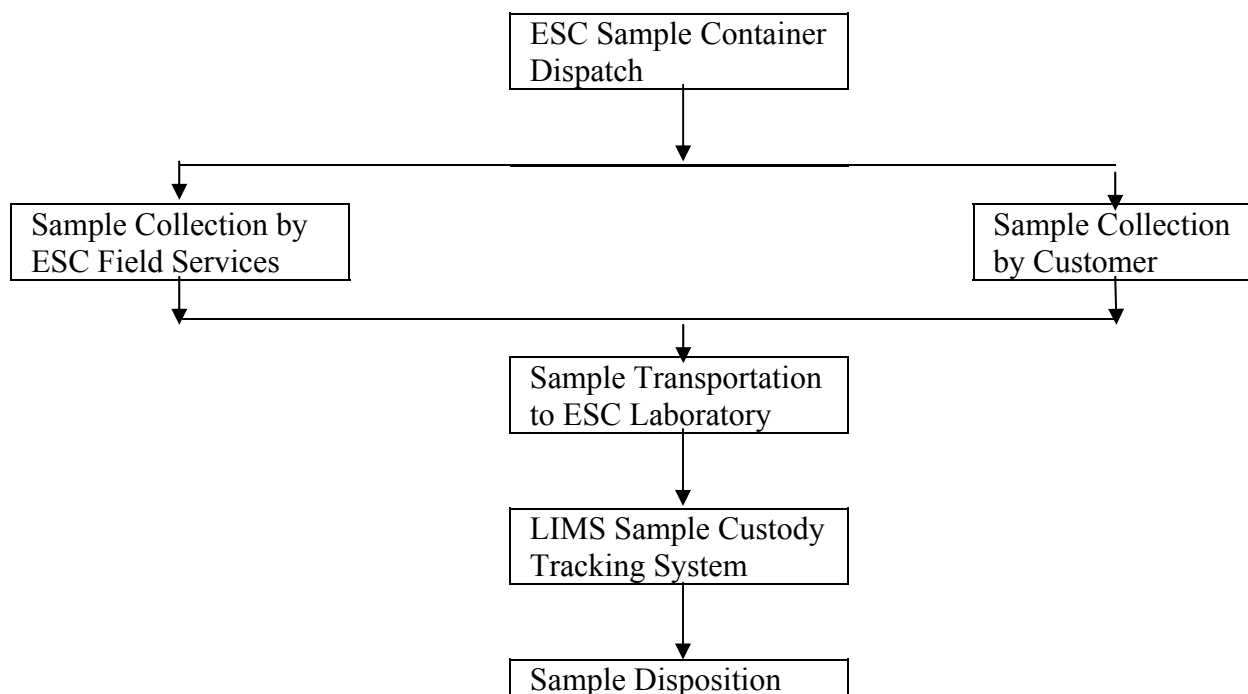 ESC Sample Container
Dispatch
Sample Collection by
ESC Field Services
Sample Collection
by Customer
Sample Transportation
to ESC Laboratory
LIMS Sample Custody
Tracking System
Sample Disposition